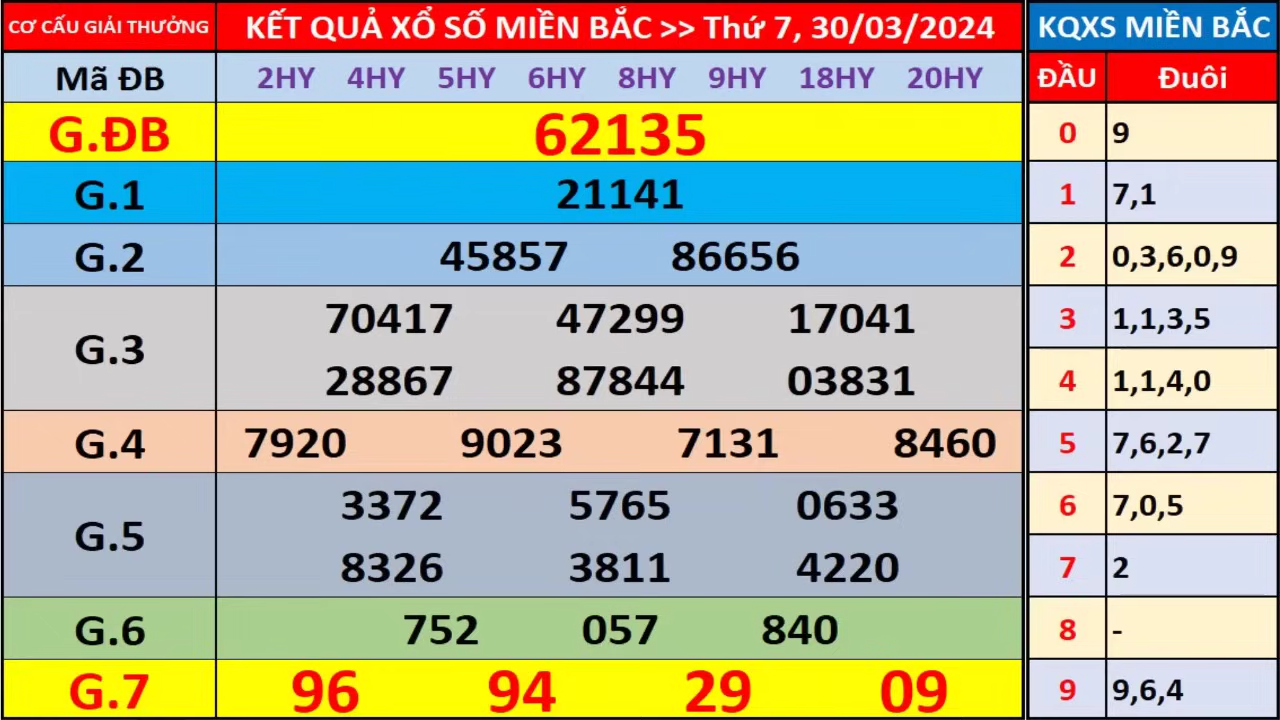 CƠ CẤU GIẢI THƯỞNG
KẾT QUẢ XỔ SỐ MIỀN BẮC >> Thứ 7, 30/03/2024
Mã ĐB 2HY 4HY 5HY 6HY 8HY 9HY 18HY 20HY
G.ĐB 62135
G.1 21141
G.2 45857 86656
G.3 70417 47299 17041
28867 87844 03831
G.4 7920 9023 7131 8460
G.5 3372 5765 0633
8326 3811 4220
G.6 752 057 840
G.7 96 94 29 09
KQXS MIỀN BẮC
ĐẦU Đuôi
0 9
1 7,1
2 0,3,6,0,9
3 1,1,3,5
4 1,1,4,0
5 7,6,2,7
6 7,0,5
7 2
8 -
9 9,6,4